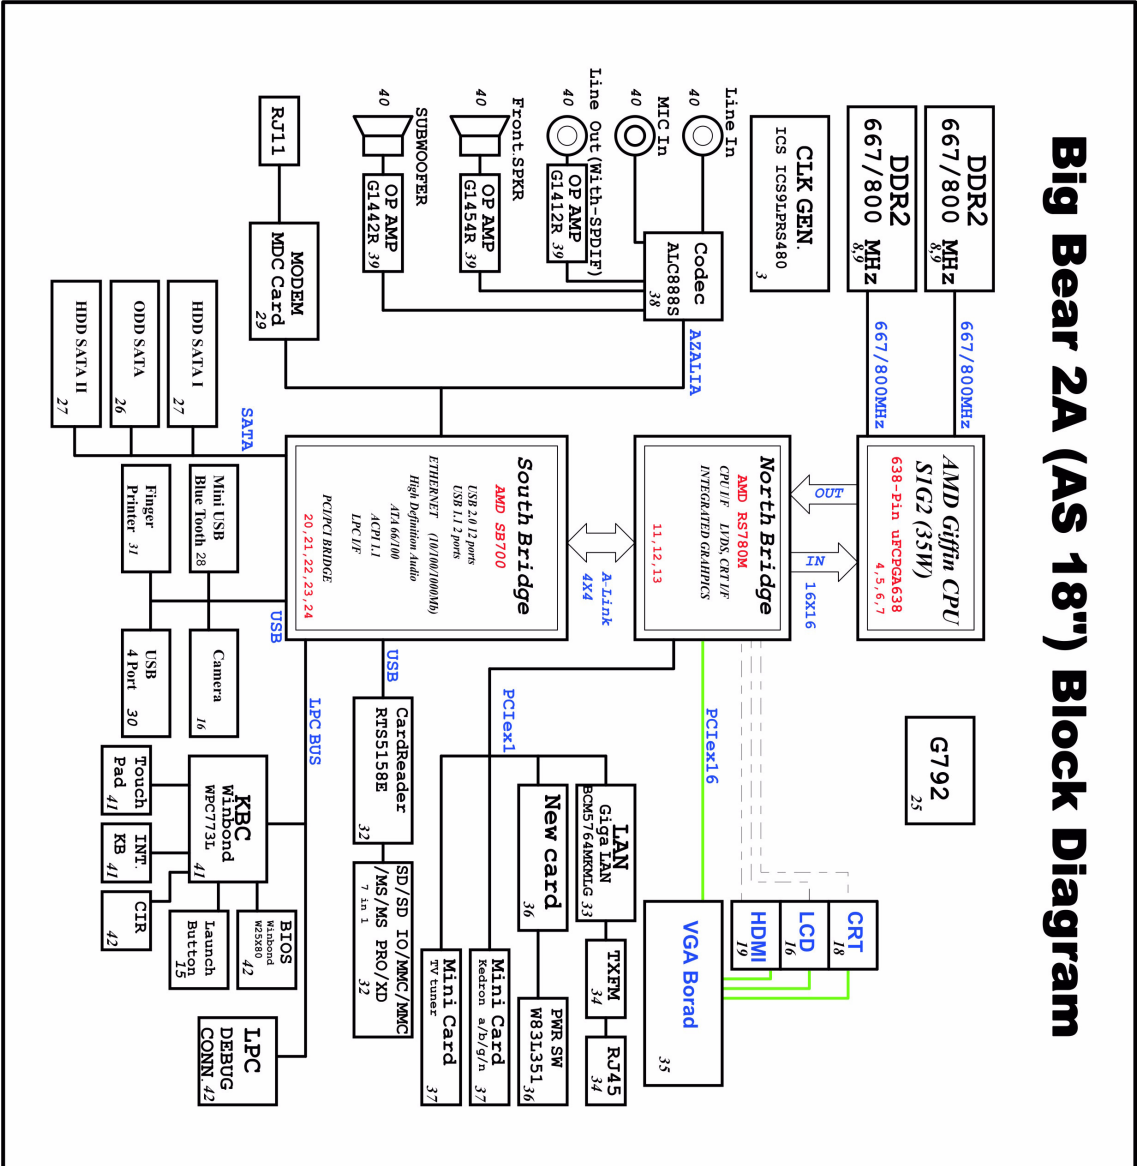 Big Bear 2A (AS 18") Block Diagram
DDR2
667/800 MHz
8,9
667/800MHz
DDR2
667/800 MHz
8,9
667/800MHz
AMD Giffin CPU
S1G2 (35W)
638-Pin uFCPGA638
4,5,6,7
G792
25
CLK GEN.
ICS ICS9LPRS480
3
OUT
IN
16X16
North Bridge
AMD RS780M
CPU I/F LVDS, CRT I/F
INTEGRATED GRAHPICS
11,12,13
CRT
18
LCD
16
HDMI
19
PCIex16
VGA Borad
35
Line In
40
MIC In
40
Line Out (With-SPDIF)
40
Front.SPKR
40
SUBWOOFER
40
OP AMP
G1412R
39
OP AMP
G1454R
39
OP AMP
G1442R
39
Codec
ALC888S
38
AZALIA
A-Link
4X4
RJ11
MODEM
MDC Card
29
South Bridge
AMD SB700
USB 2.0 12 ports
USB 1.1 2 ports
ETHERNET (10/100/1000Mb)
High Definition Audio
ATA 66/100
ACPI 1.1
LPC I/F
PCI/PCI BRIDGE
20,21,22,23,24
PCIex1
LAN
Giga LAN
BCM5764MKMLG 33
TXFM
34
RJ45
34
New card
36
PWR SW
W83L351
36
Mini Card
Kedron a/b/g/n
37
Mini Card
TV tuner
37
USB
CardReader
RTS5158E
32
SD/SD IO/MMC/MMC
/MS/MS PRO/XD
7 in 1
32
HDD SATA I
27
ODD SATA
26
HDD SATA II
27
SATA
USB
Mini USB
Blue Tooth 28
Finger
Printer 31
Camera
16
USB
4 Port
30
LPC BUS
KBC
Winbond
WPC773L
41
Touch
Pad
41
INT.
KB
41
CIR
42
Launch
Button
15
BIOS
Winbond
W25X80
42
LPC
DEBUG
CONN.
42